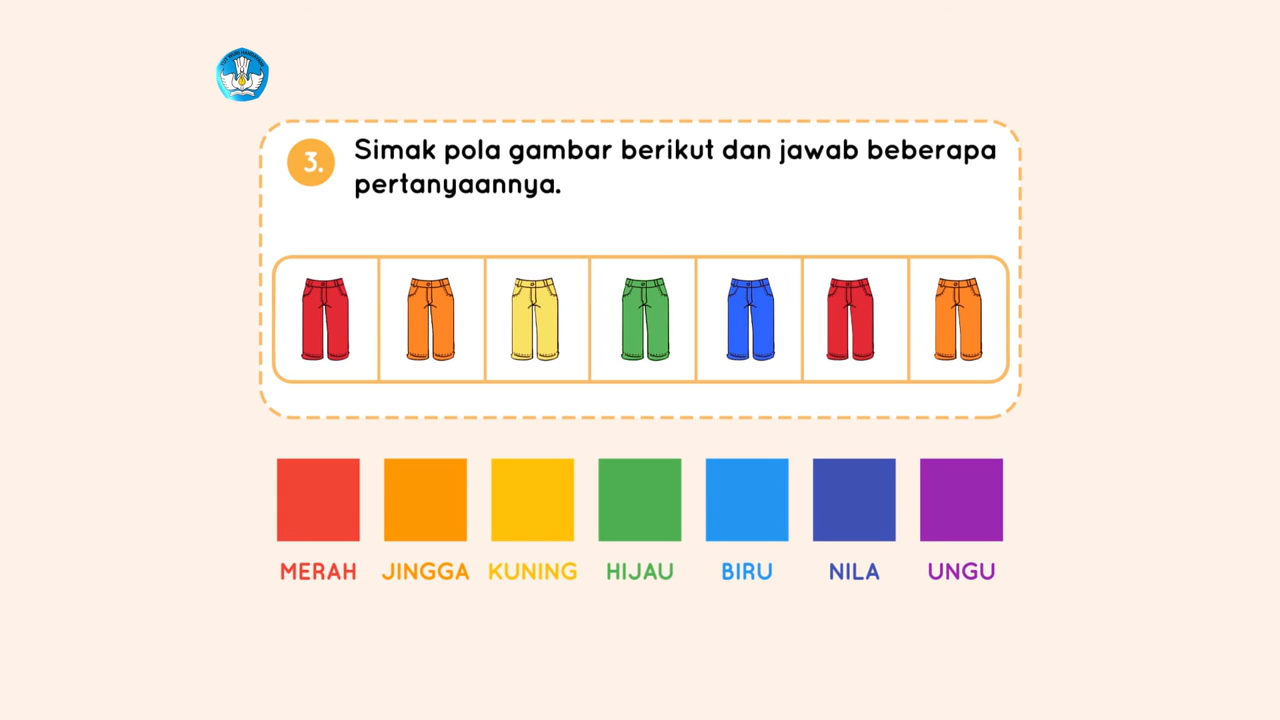 3.
Simak pola gambar berikut dan jawab beberapa
pertanyaannya.
MERAH JINGGA KUNING HIJAU BIRU NILA UNGU